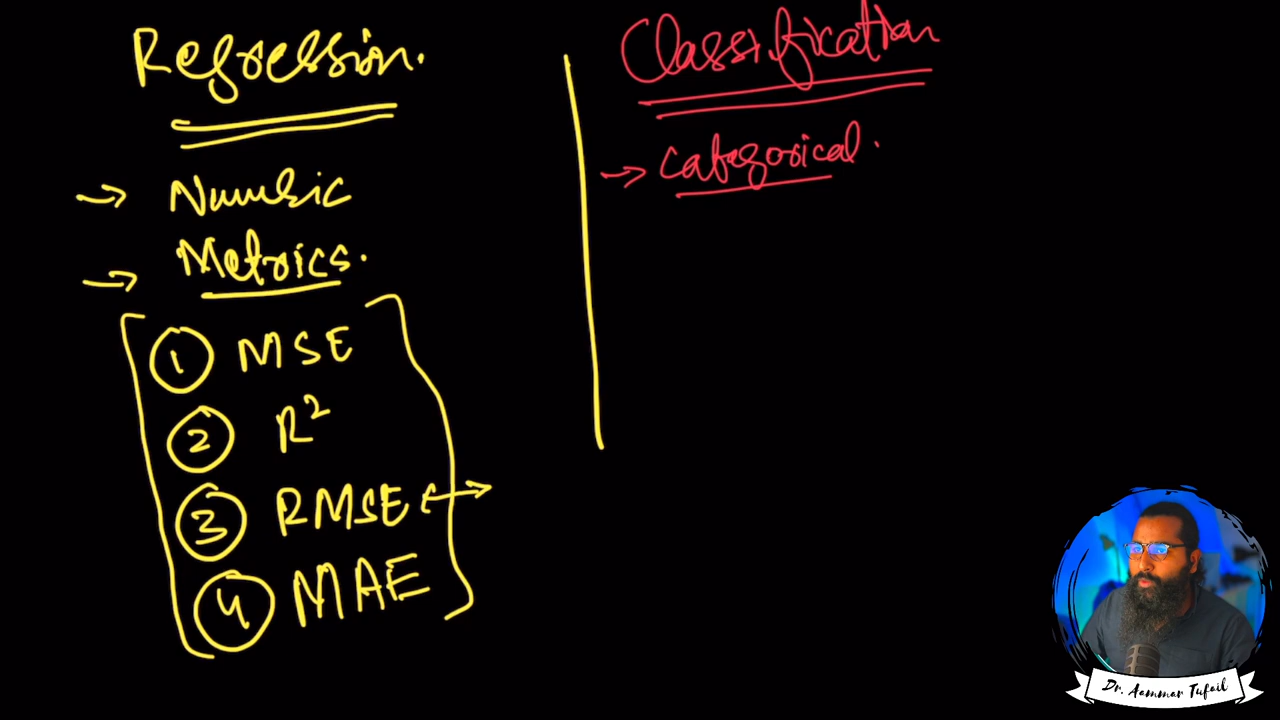 Regression.
→ Numeric
→ Metrics.
1 MSE
2 R²
3 RMSE ↔
4 MAE
Classification
→ Categorical.
Dr. Aammar Tufail